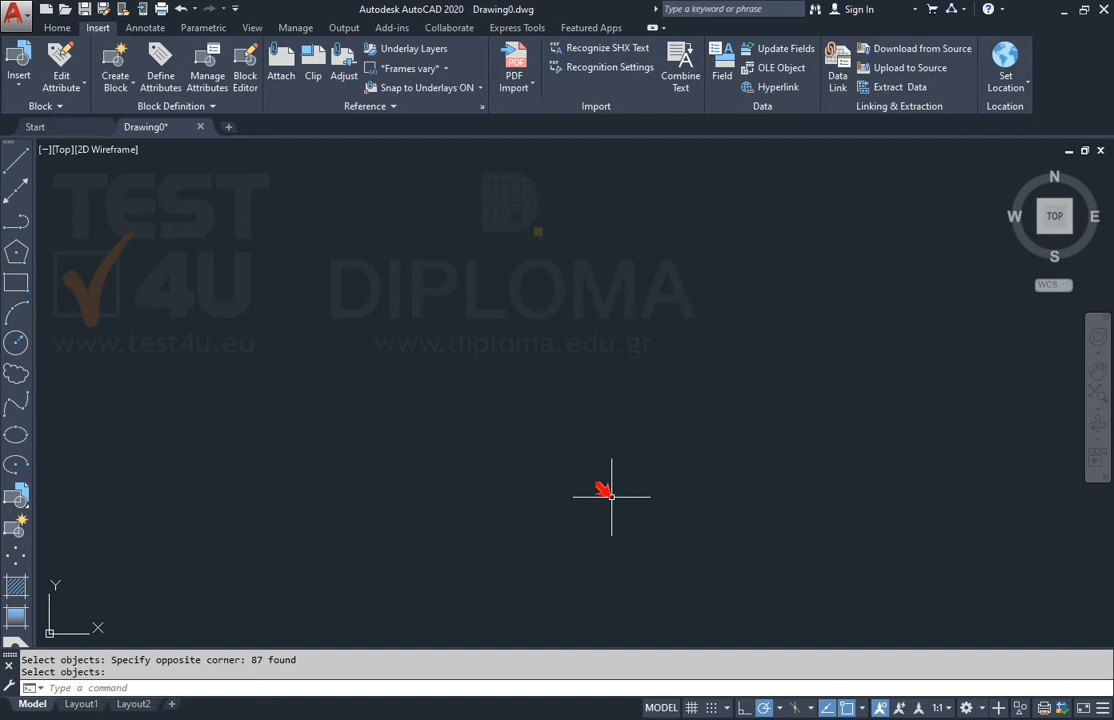 Autodesk AutoCAD 2020 Drawing0.dwg
Type a keyword or phrase
Sign In
Home Insert Annotate Parametric View Manage Output Add-ins Collaborate Express Tools Featured Apps
Insert
Edit Attribute
Create Block
Define Attributes
Manage Attributes
Block Editor
Attach
Clip
Adjust
Underlay Layers
*Frames vary*
Snap to Underlays ON
PDF
PDF Import
Recognize SHX Text
Recognition Settings
Combine Text
Field
Update Fields
OLE Object
Hyperlink
Data Link
Download from Source
Upload to Source
Extract Data
Set Location
Block
Block Definition
Reference
Import
Data
Linking & Extraction
Location
Start Drawing0*
[−][Top][2D Wireframe]
TEST
4U
www.test4u.eu
D.
DIPLOMA
www.diploma.edu.gr
N
W TOP E
S
WCS
Y
X
Select objects: Specify opposite corner: 87 found
Select objects:
Type a command
Model Layout1 Layout2
MODEL
1:1